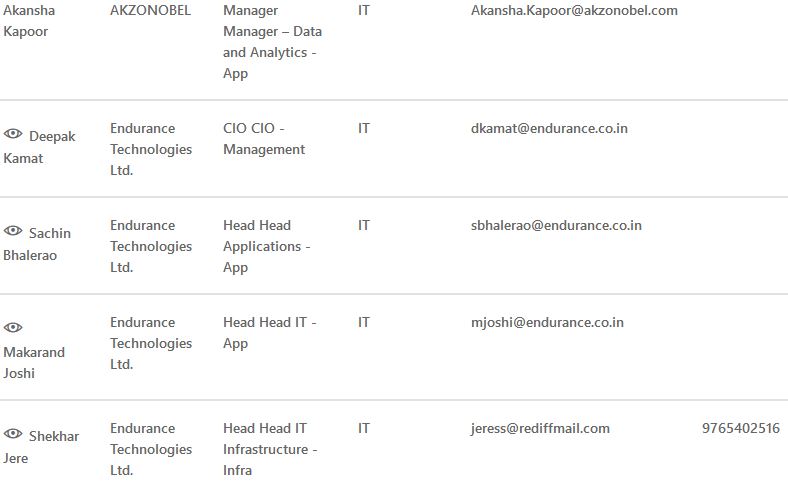 Akansha Kapoor AKZONOBEL Manager Manager – Data and Analytics - App IT Akansha.Kapoor@akzonobel.com
Deepak Kamat Endurance Technologies Ltd. CIO CIO - Management IT dkamat@endurance.co.in
Sachin Bhalerao Endurance Technologies Ltd. Head Head Applications - App IT sbhalerao@endurance.co.in
Makarand Joshi Endurance Technologies Ltd. Head Head IT - App IT mjoshi@endurance.co.in
Shekhar Jere Endurance Technologies Ltd. Head Head IT Infrastructure - Infra IT jeress@rediffmail.com 9765402516